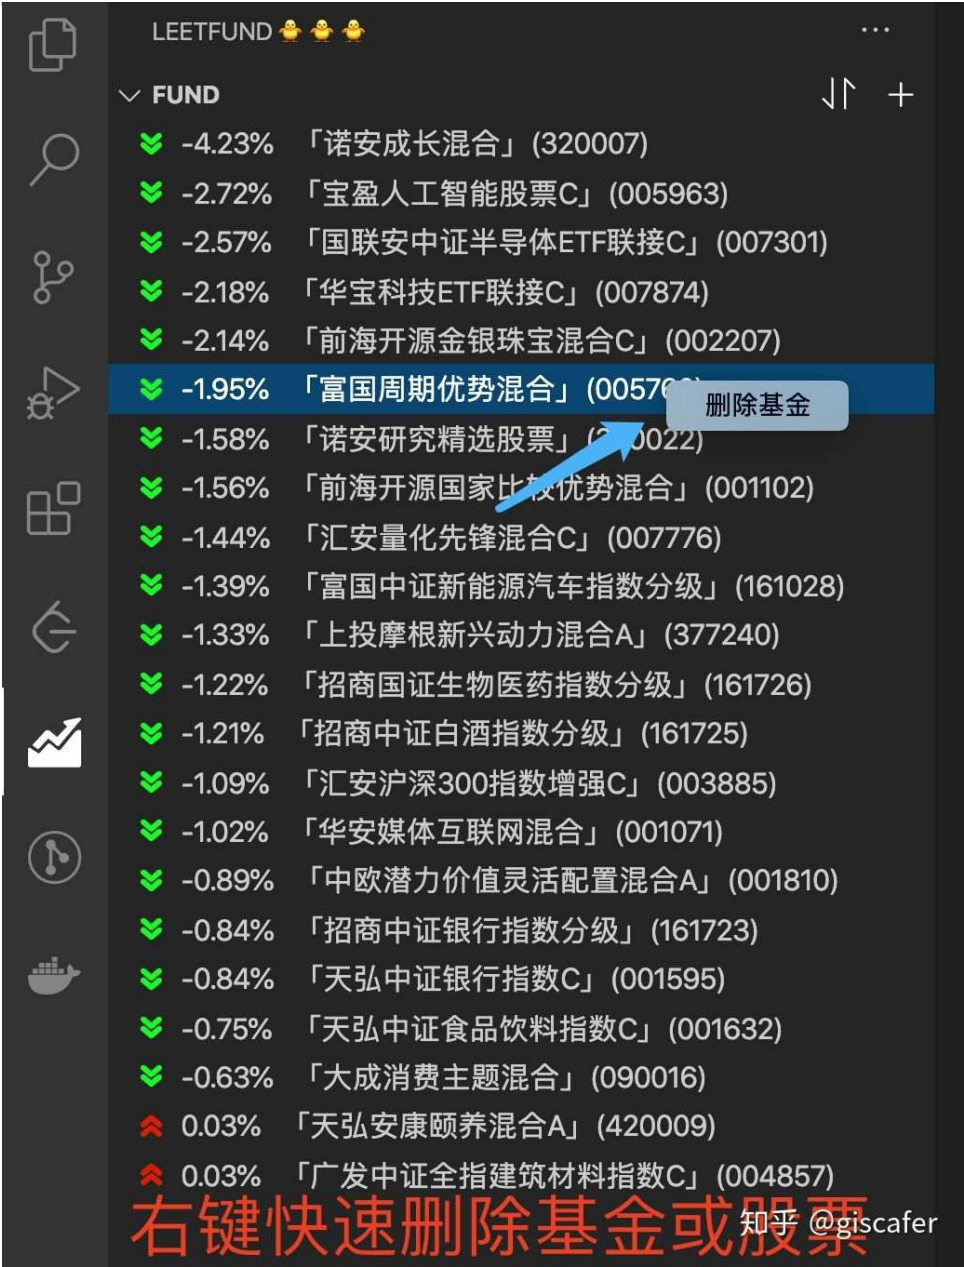 LEETFUND🐥🐥🐥
FUND
-4.23% 「诺安成长混合」(320007)
-2.72% 「宝盈人工智能股票C」(005963)
-2.57% 「国联安中证半导体ETF联接C」(007301)
-2.18% 「华宝科技ETF联接C」(007874)
-2.14% 「前海开源金银珠宝混合C」(002207)
-1.95% 「富国周期优势混合」
删除基金
-1.58% 「诺安研究精选股票」
-1.56% 「前海开源国家比较优势混合」(001102)
-1.44% 「汇安量化先锋混合C」(007776)
-1.39% 「富国中证新能源汽车指数分级」(161028)
-1.33% 「上投摩根新兴动力混合A」(377240)
-1.22% 「招商国证生物医药指数分级」(161726)
-1.21% 「招商中证白酒指数分级」(161725)
-1.09% 「汇安沪深300指数增强C」(003885)
-1.02% 「华安媒体互联网混合」(001071)
-0.89% 「中欧潜力价值灵活配置混合A」(001810)
-0.84% 「招商中证银行指数分级」(161723)
-0.84% 「天弘中证银行指数C」(001595)
-0.75% 「天弘中证食品饮料指数C」(001632)
-0.63% 「大成消费主题混合」(090016)
0.03% 「天弘安康颐养混合A」(420009)
0.03% 「广发中证全指建筑材料指数C」(004857)
右键快速删除基金或股票
知乎 @giscafer